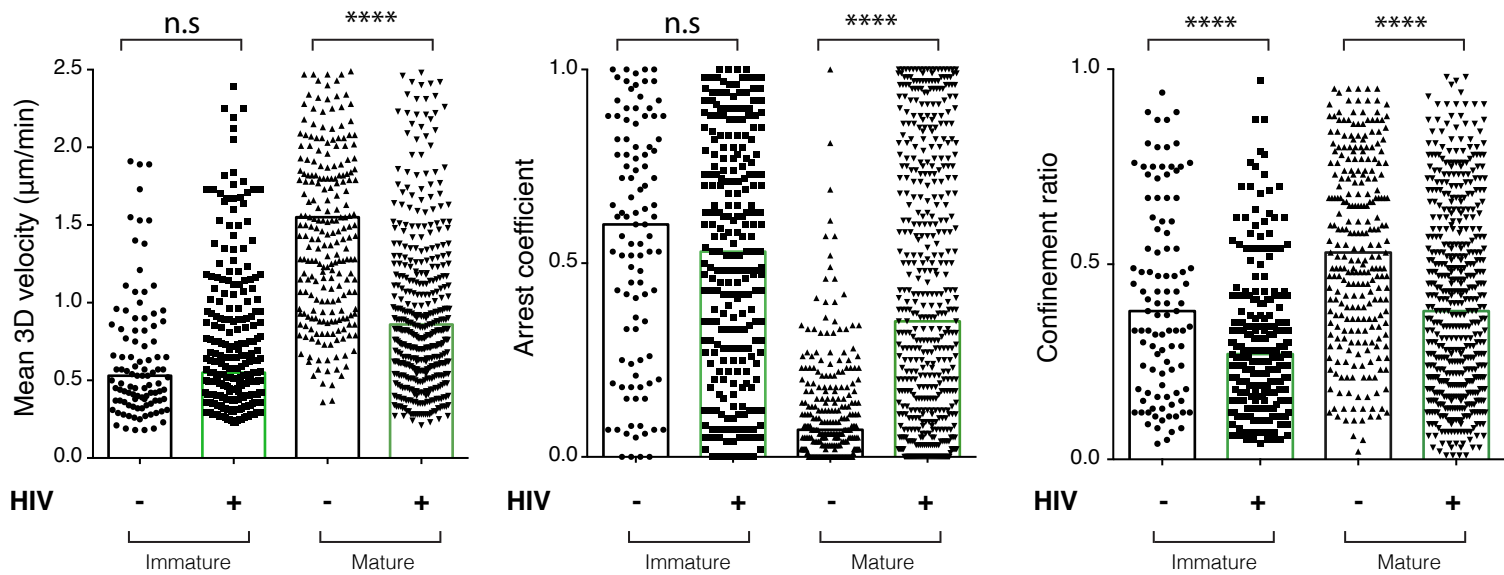 n.s ****
Mean 3D velocity (µm/min)
2.5
2.0
1.5
1.0
0.5
0.0
HIV - + - +
Immature Mature
n.s ****
Arrest coefficient
1.0
0.5
0.0
HIV - + - +
Immature Mature
**** ****
Confinement ratio
1.0
0.5
0.0
HIV - + - +
Immature Mature